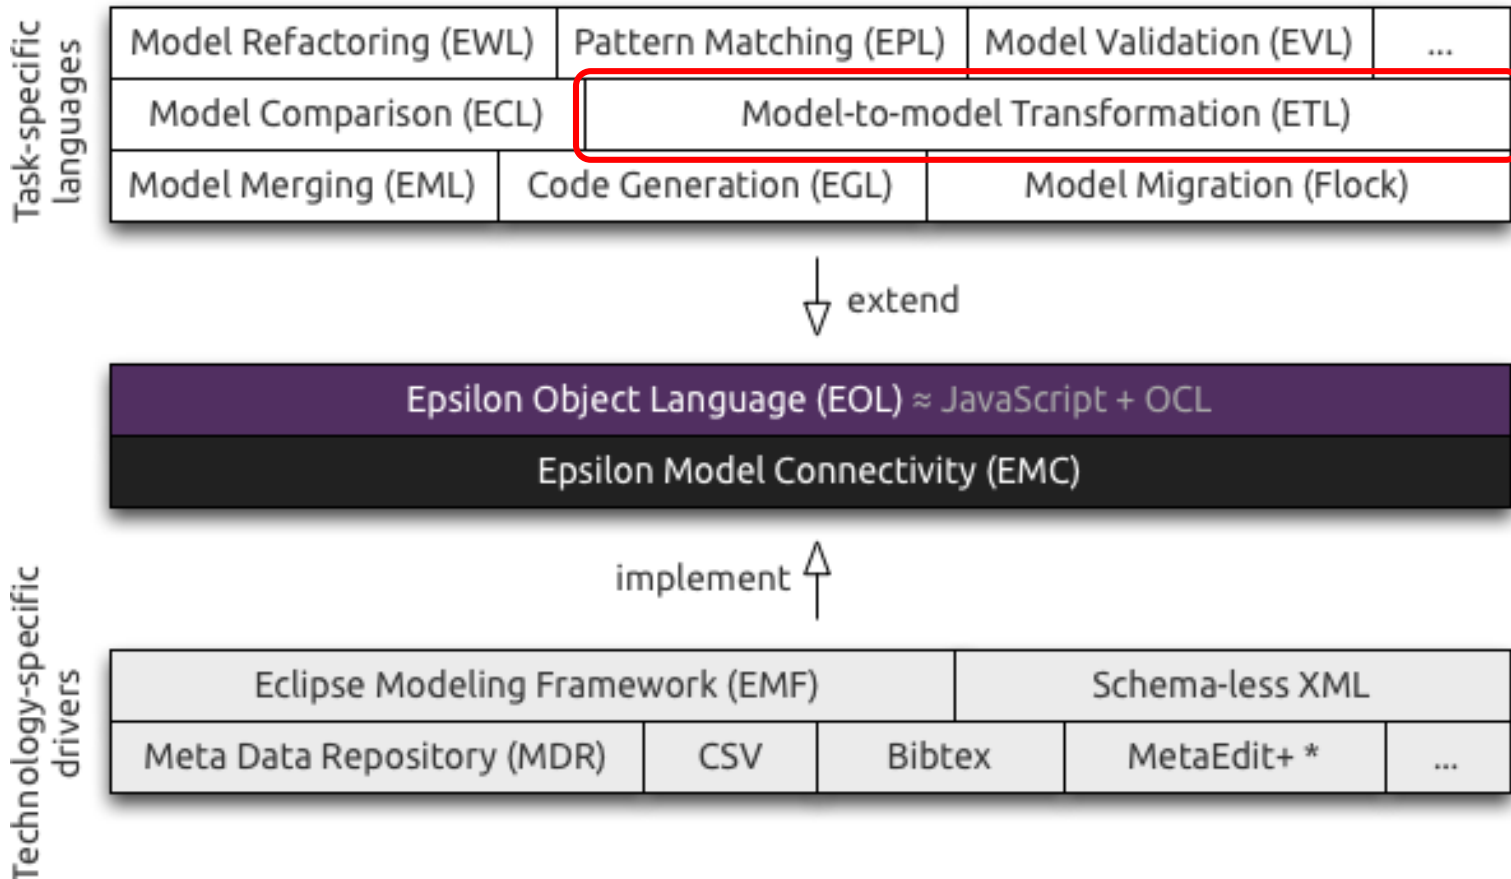 Task-specific
languages
Model Refactoring (EWL) Pattern Matching (EPL) Model Validation (EVL) ...
Model Comparison (ECL) Model-to-model Transformation (ETL)
Model Merging (EML) Code Generation (EGL) Model Migration (Flock)
extend
Epsilon Object Language (EOL) ≈ JavaScript + OCL
Epsilon Model Connectivity (EMC)
implement
Technology-specific
drivers
Eclipse Modeling Framework (EMF) Schema-less XML
Meta Data Repository (MDR) CSV Bibtex MetaEdit+ * ...